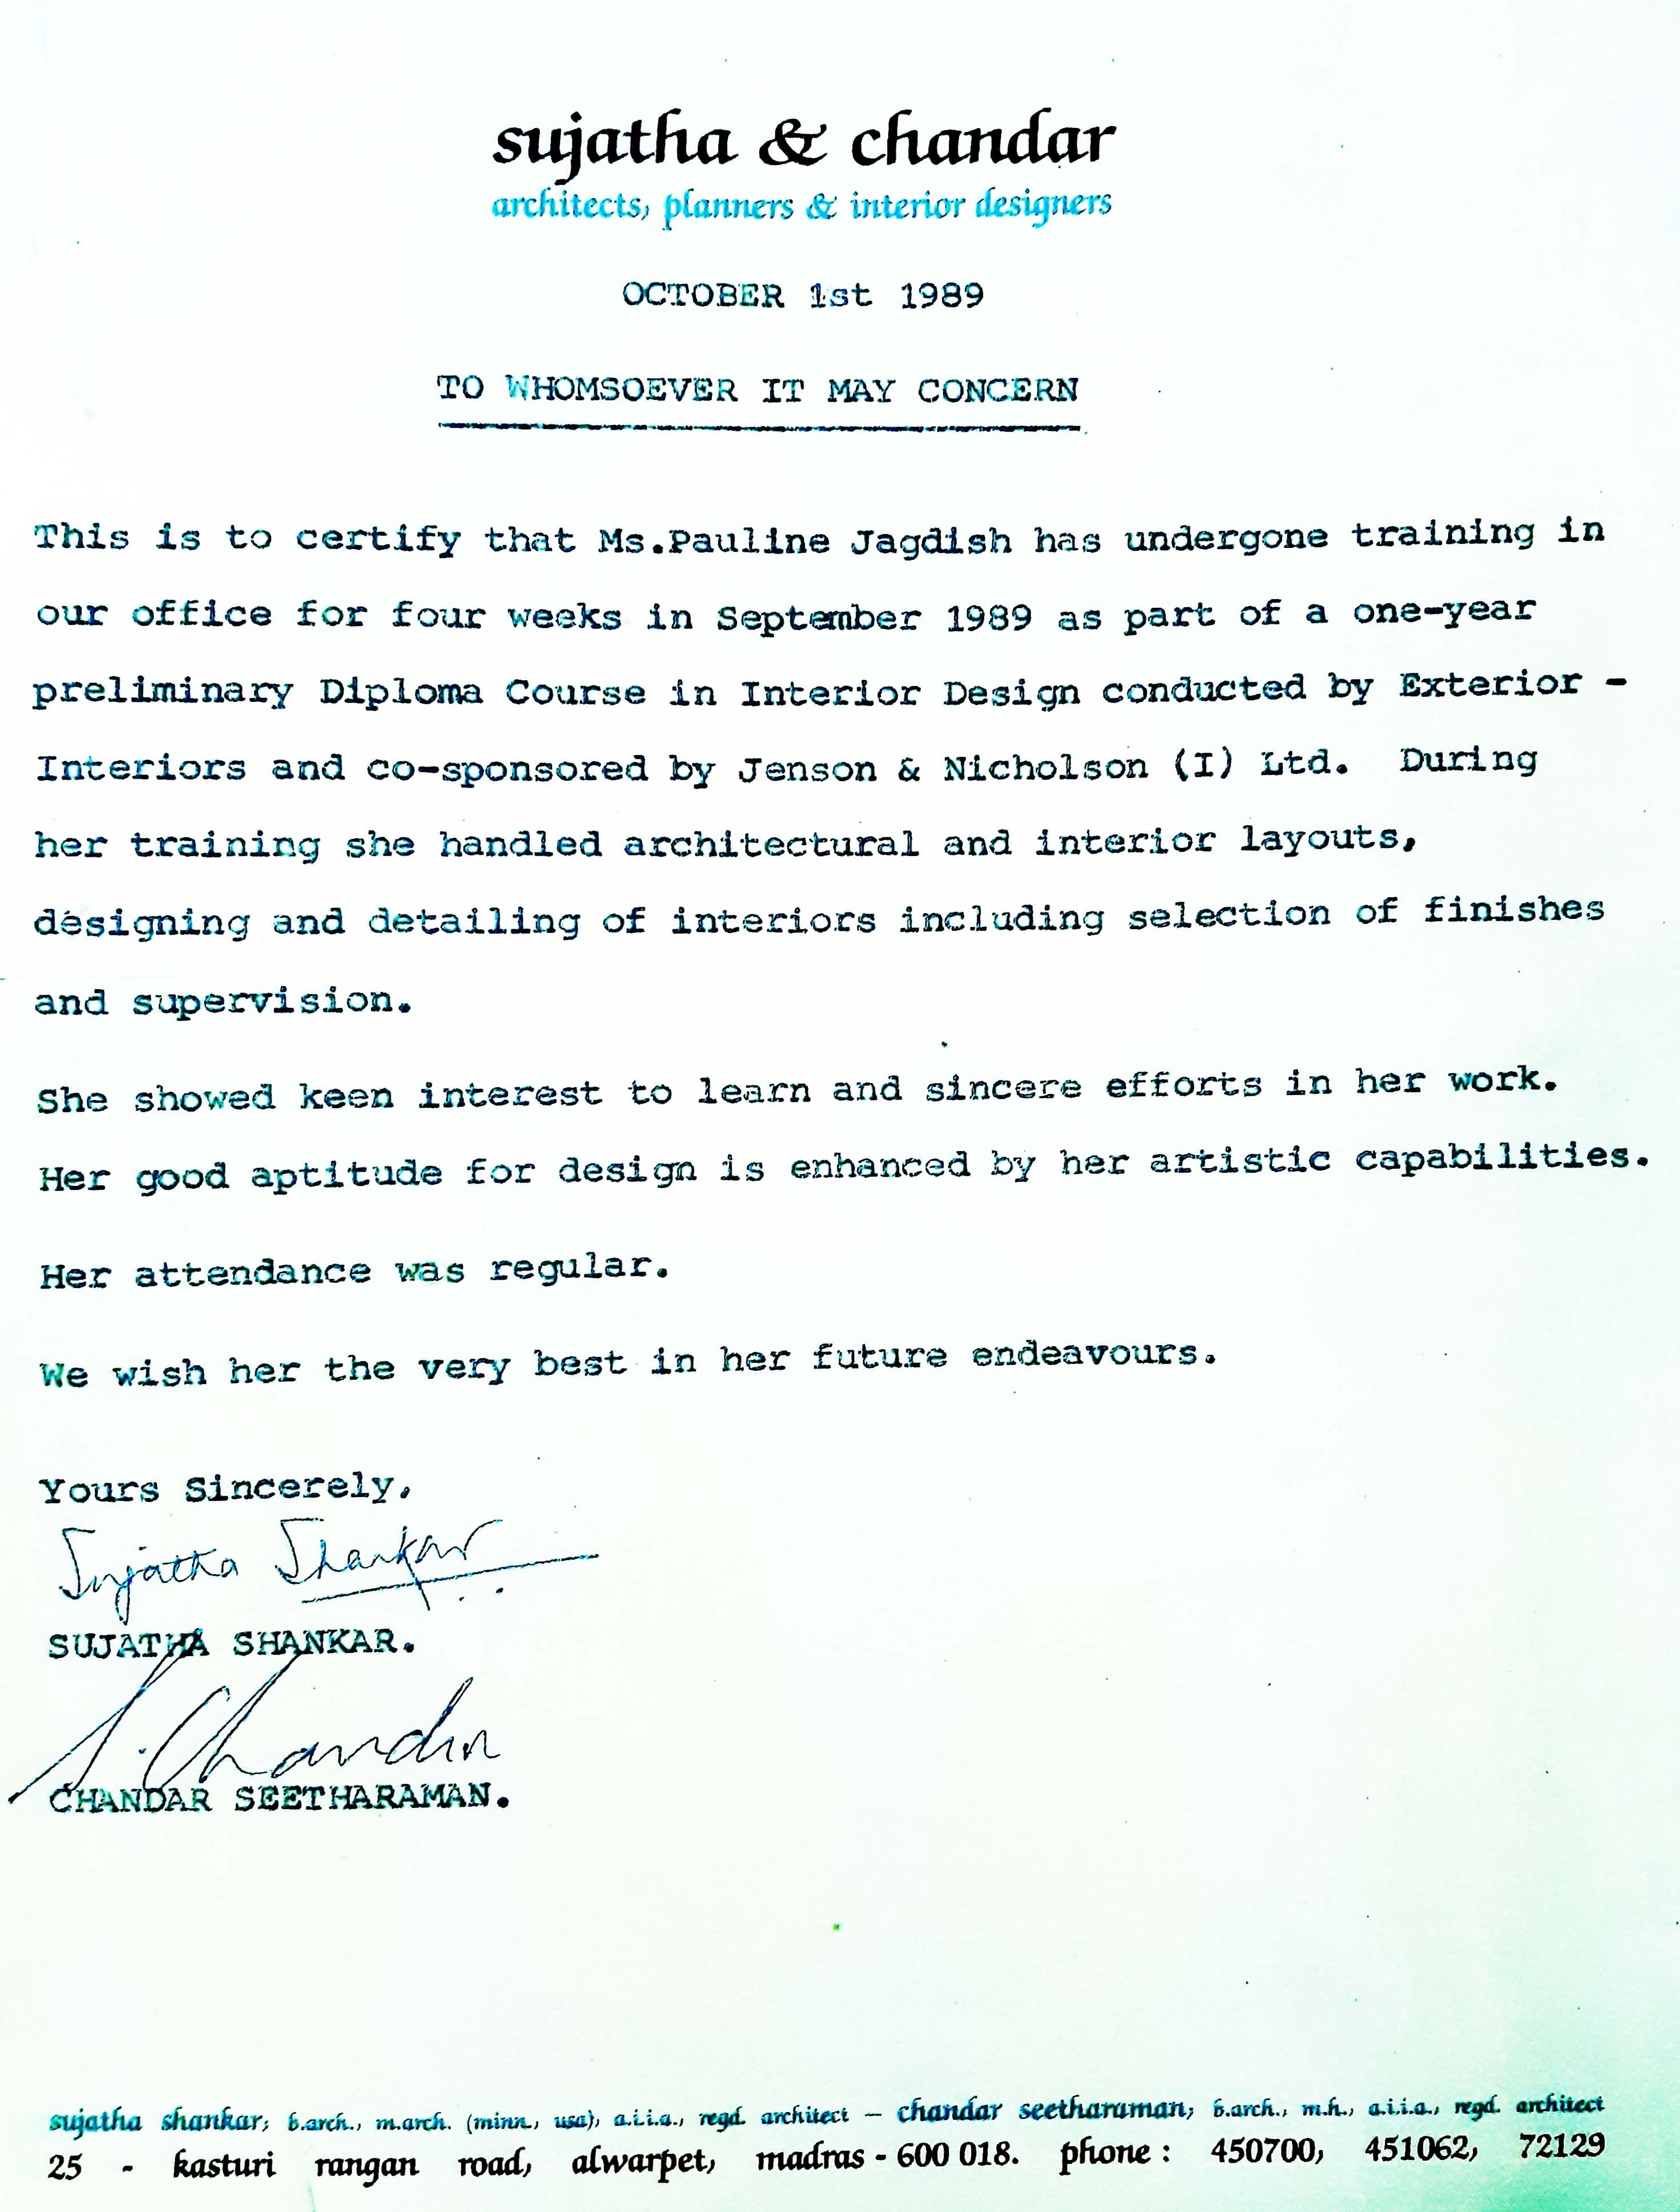 sujatha & chandar
architects, planners & interior designers
OCTOBER 1st 1989
TO WHOMSOEVER IT MAY CONCERN
This is to certify that Ms.Pauline Jagdish has undergone training in
our office for four weeks in September 1989 as part of a one-year
preliminary Diploma Course in Interior Design conducted by Exterior -
Interiors and co-sponsored by Jenson & Nicholson (I) Ltd. During
her training she handled architectural and interior layouts,
designing and detailing of interiors including selection of finishes
and supervision.
She showed keen interest to learn and sincere efforts in her work.
Her good aptitude for design is enhanced by her artistic capabilities.
Her attendance was regular.
We wish her the very best in her future endeavours.
Yours Sincerely,
Sujatha Shankar
SUJATHA SHANKAR.
S. Chandar
CHANDAR SEETHARAMAN.
sujatha shankar; b.arch., m.arch. (minn., usa), a.i.i.a., regd. architect – chandar seetharaman; b.arch., m.h., a.i.i.a., regd. architect
25 - kasturi rangan road, alwarpet, madras - 600 018. phone : 450700, 451062, 72129